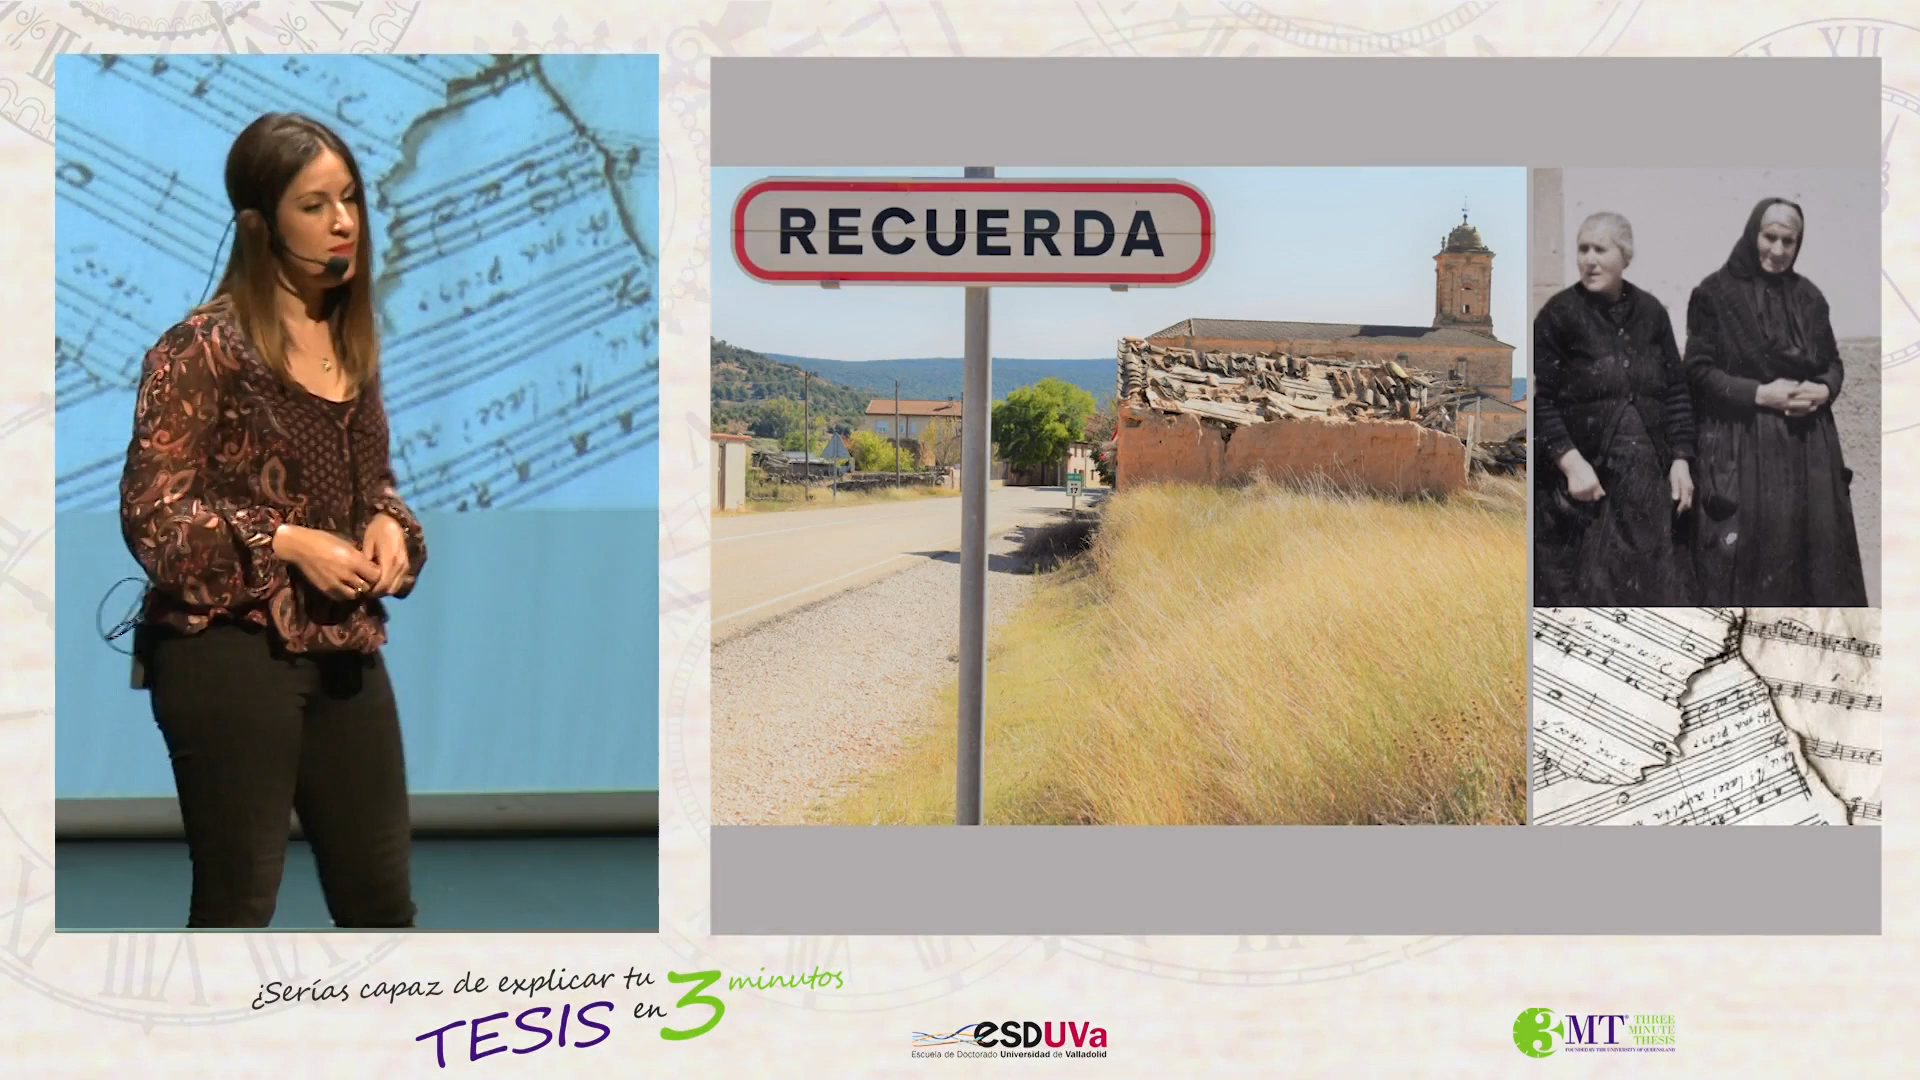 RECUERDA
17
¿Serías capaz de explicar tu
TESIS en 3 minutos
esdUVa
Escuela de Doctorado Universidad de Valladolid
3MT® THREE
MINUTE
THESIS
FOUNDED BY THE UNIVERSITY OF QUEENSLAND